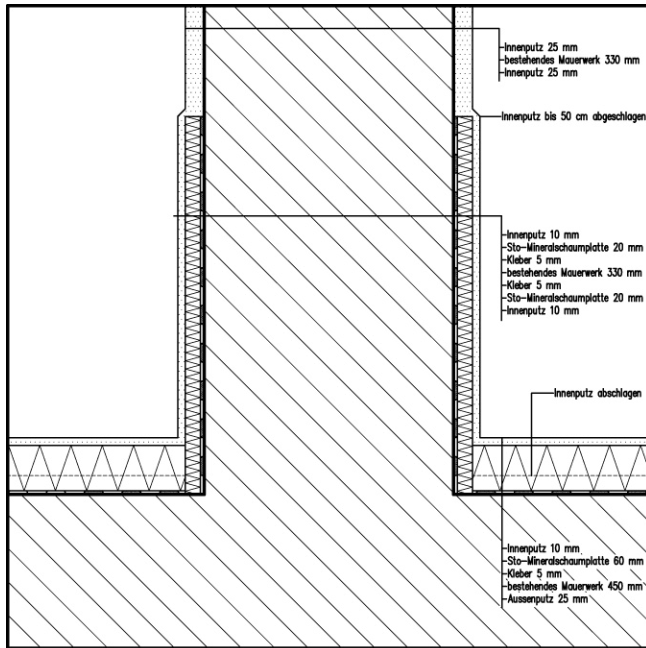 Innenputz 25 mm
bestehendes Mauerwerk 330 mm
Innenputz 25 mm
Innenputz bis 50 cm abgeschlagen
Innenputz 10 mm
Sto-Mineralschaumplatte 20 mm
Kleber 5 mm
bestehendes Mauerwerk 330 mm
Kleber 5 mm
Sto-Mineralschaumplatte 20 mm
Innenputz 10 mm
Innenputz abschlagen
Innenputz 10 mm
Sto-Mineralschaumplatte 60 mm
Kleber 5 mm
bestehendes Mauerwerk 450 mm
Aussenputz 25 mm